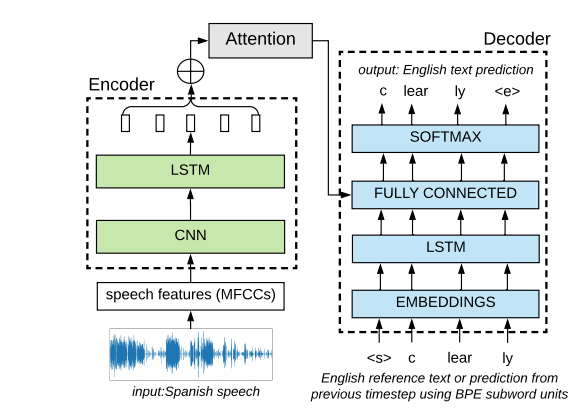 Attention
Decoder
output: English text prediction
c lear ly <e>
SOFTMAX
FULLY CONNECTED
LSTM
EMBEDDINGS
<s> c lear ly
English reference text or prediction from
previous timestep using BPE subword units
Encoder
LSTM
CNN
speech features (MFCCs)
input:Spanish speech